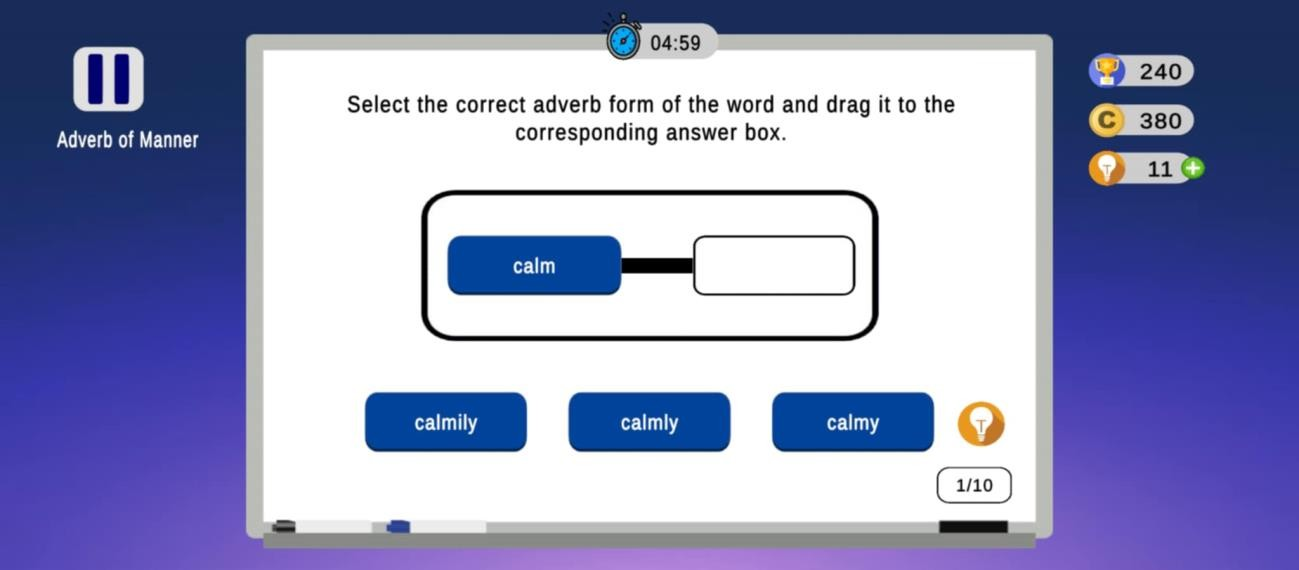 04:59
240
380
11
Adverb of Manner
Select the correct adverb form of the word and drag it to the
corresponding answer box.
calm
calmily
calmly
calmy
1/10